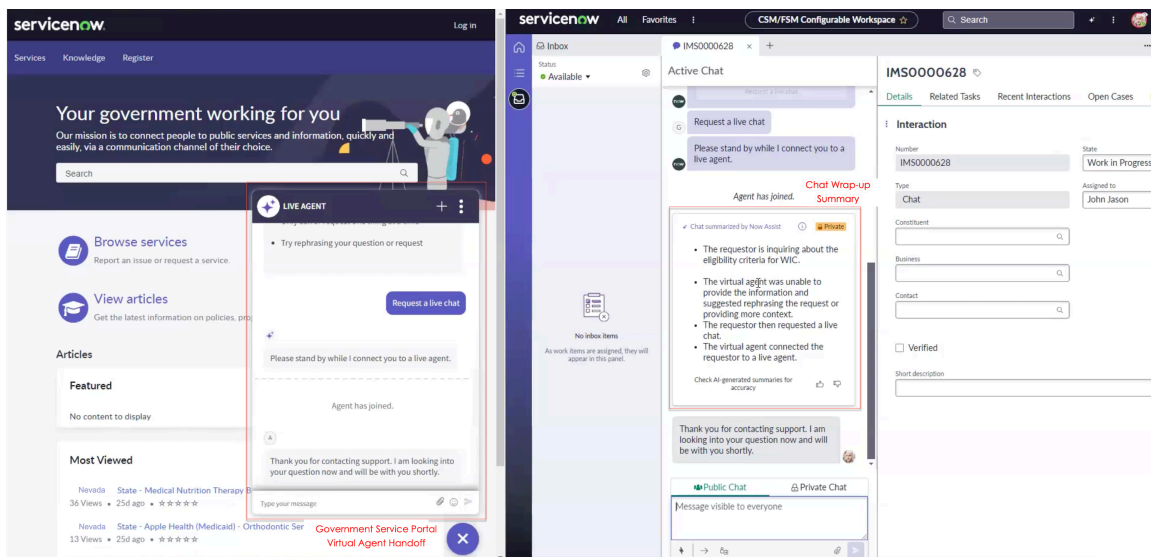 servicenow.
Log in
Services Knowledge Register
Your government working for you
Our mission is to connect people to public services and information, quickly and
easily, via a communication channel of their choice.
Search
Browse services
Report an issue or request a service.
View articles
Get the latest information on policies, pro
Articles
Featured
No content to display
Most Viewed
Nevada State - Medical Nutrition Therapy B
36 Views • 25d ago • ☆☆☆☆☆
Nevada State - Apple Health (Medicaid) - Orthodontic Ser
13 Views • 25d ago • ☆☆☆☆☆
LIVE AGENT
• Try rephrasing your question or request
Request a live chat
Please stand by while I connect you to a live agent.
Agent has joined.
A
Thank you for contacting support. I am looking into
your question now and will be with you shortly.
Type your message
Government Service Portal
Virtual Agent Handoff
servicenow All Favorites
CSM/FSM Configurable Workspace ☆
Search
Inbox
Status
Available
No inbox items
As work items are assigned, they will
appear in this panel.
IMS0000628 × +
Active Chat
Request a live chat
now
G
Request a live chat
Please stand by while I connect you to a
live agent.
now
Agent has joined.
Chat Wrap-up
Summary
Chat summarized by Now Assist
Private
• The requestor is inquiring about the
eligibility criteria for WIC.
• The virtual agent was unable to
provide the information and
suggested rephrasing the request or
providing more context.
• The requestor then requested a live
chat.
• The virtual agent connected the
requestor to a live agent.
Check AI-generated summaries for
accuracy
Thank you for contacting support. I am
looking into your question now and will
be with you shortly.
Public Chat Private Chat
Message visible to everyone
IMS0000628
Details Related Tasks Recent Interactions Open Cases
Interaction
Number
IMS0000628
State
Work in Progress
Type
Chat
Assigned to
John Jason
Constituent
Business
Contact
Verified
Short description